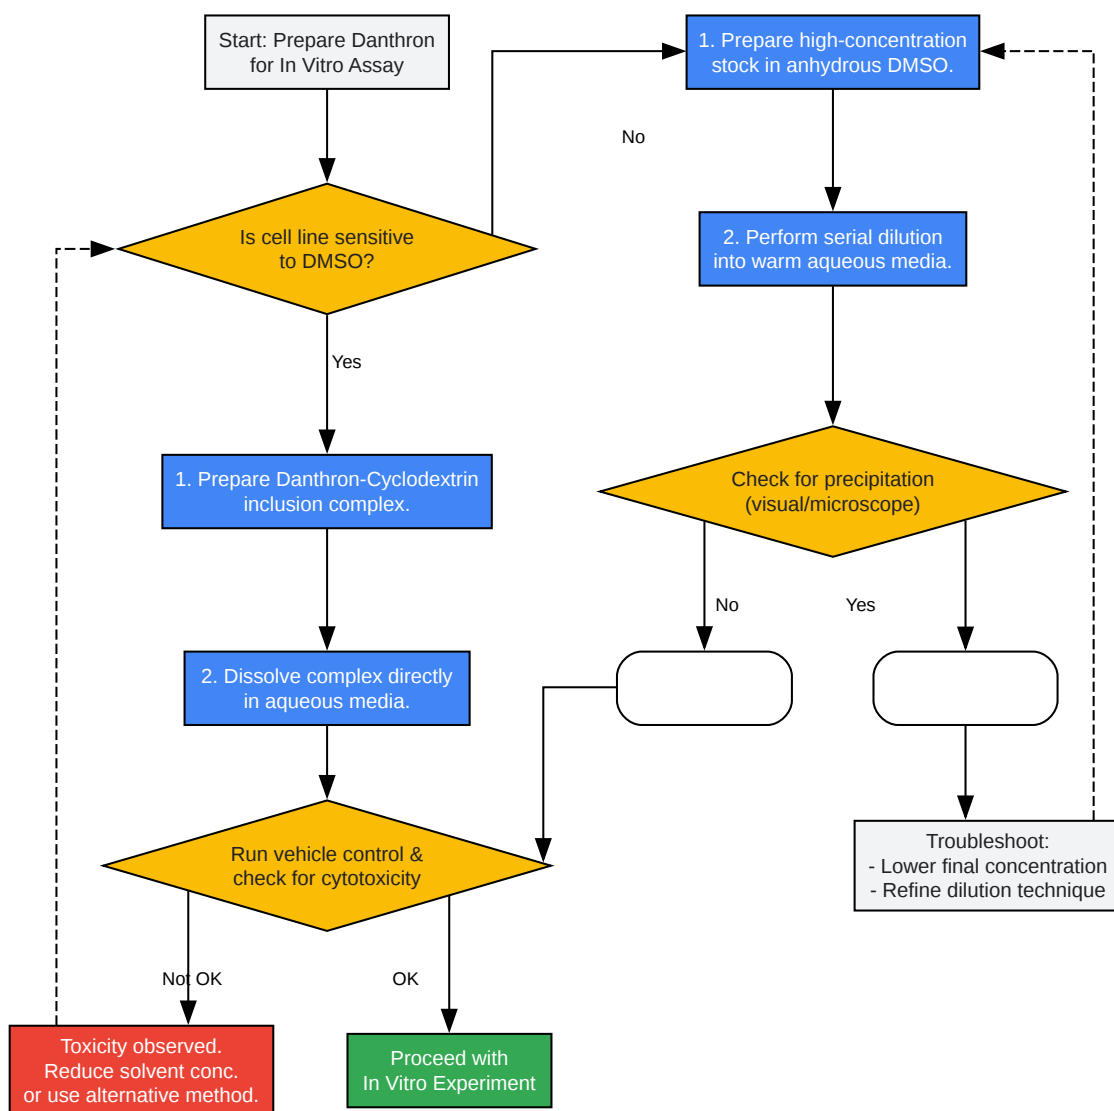 Start: Prepare Danthron
for In Vitro Assay
1. Prepare high-concentration
stock in anhydrous DMSO.
No
Is cell line sensitive
to DMSO?
2. Perform serial dilution
into warm aqueous media.
Yes
1. Prepare Danthron-Cyclodextrin
inclusion complex.
Check for precipitation
(visual/microscope)
No
Yes
2. Dissolve complex directly
in aqueous media.
Run vehicle control &
check for cytotoxicity
Troubleshoot:
- Lower final concentration
- Refine dilution technique
Not OK
OK
Toxicity observed.
Reduce solvent conc.
or use alternative method.
Proceed with
In Vitro Experiment